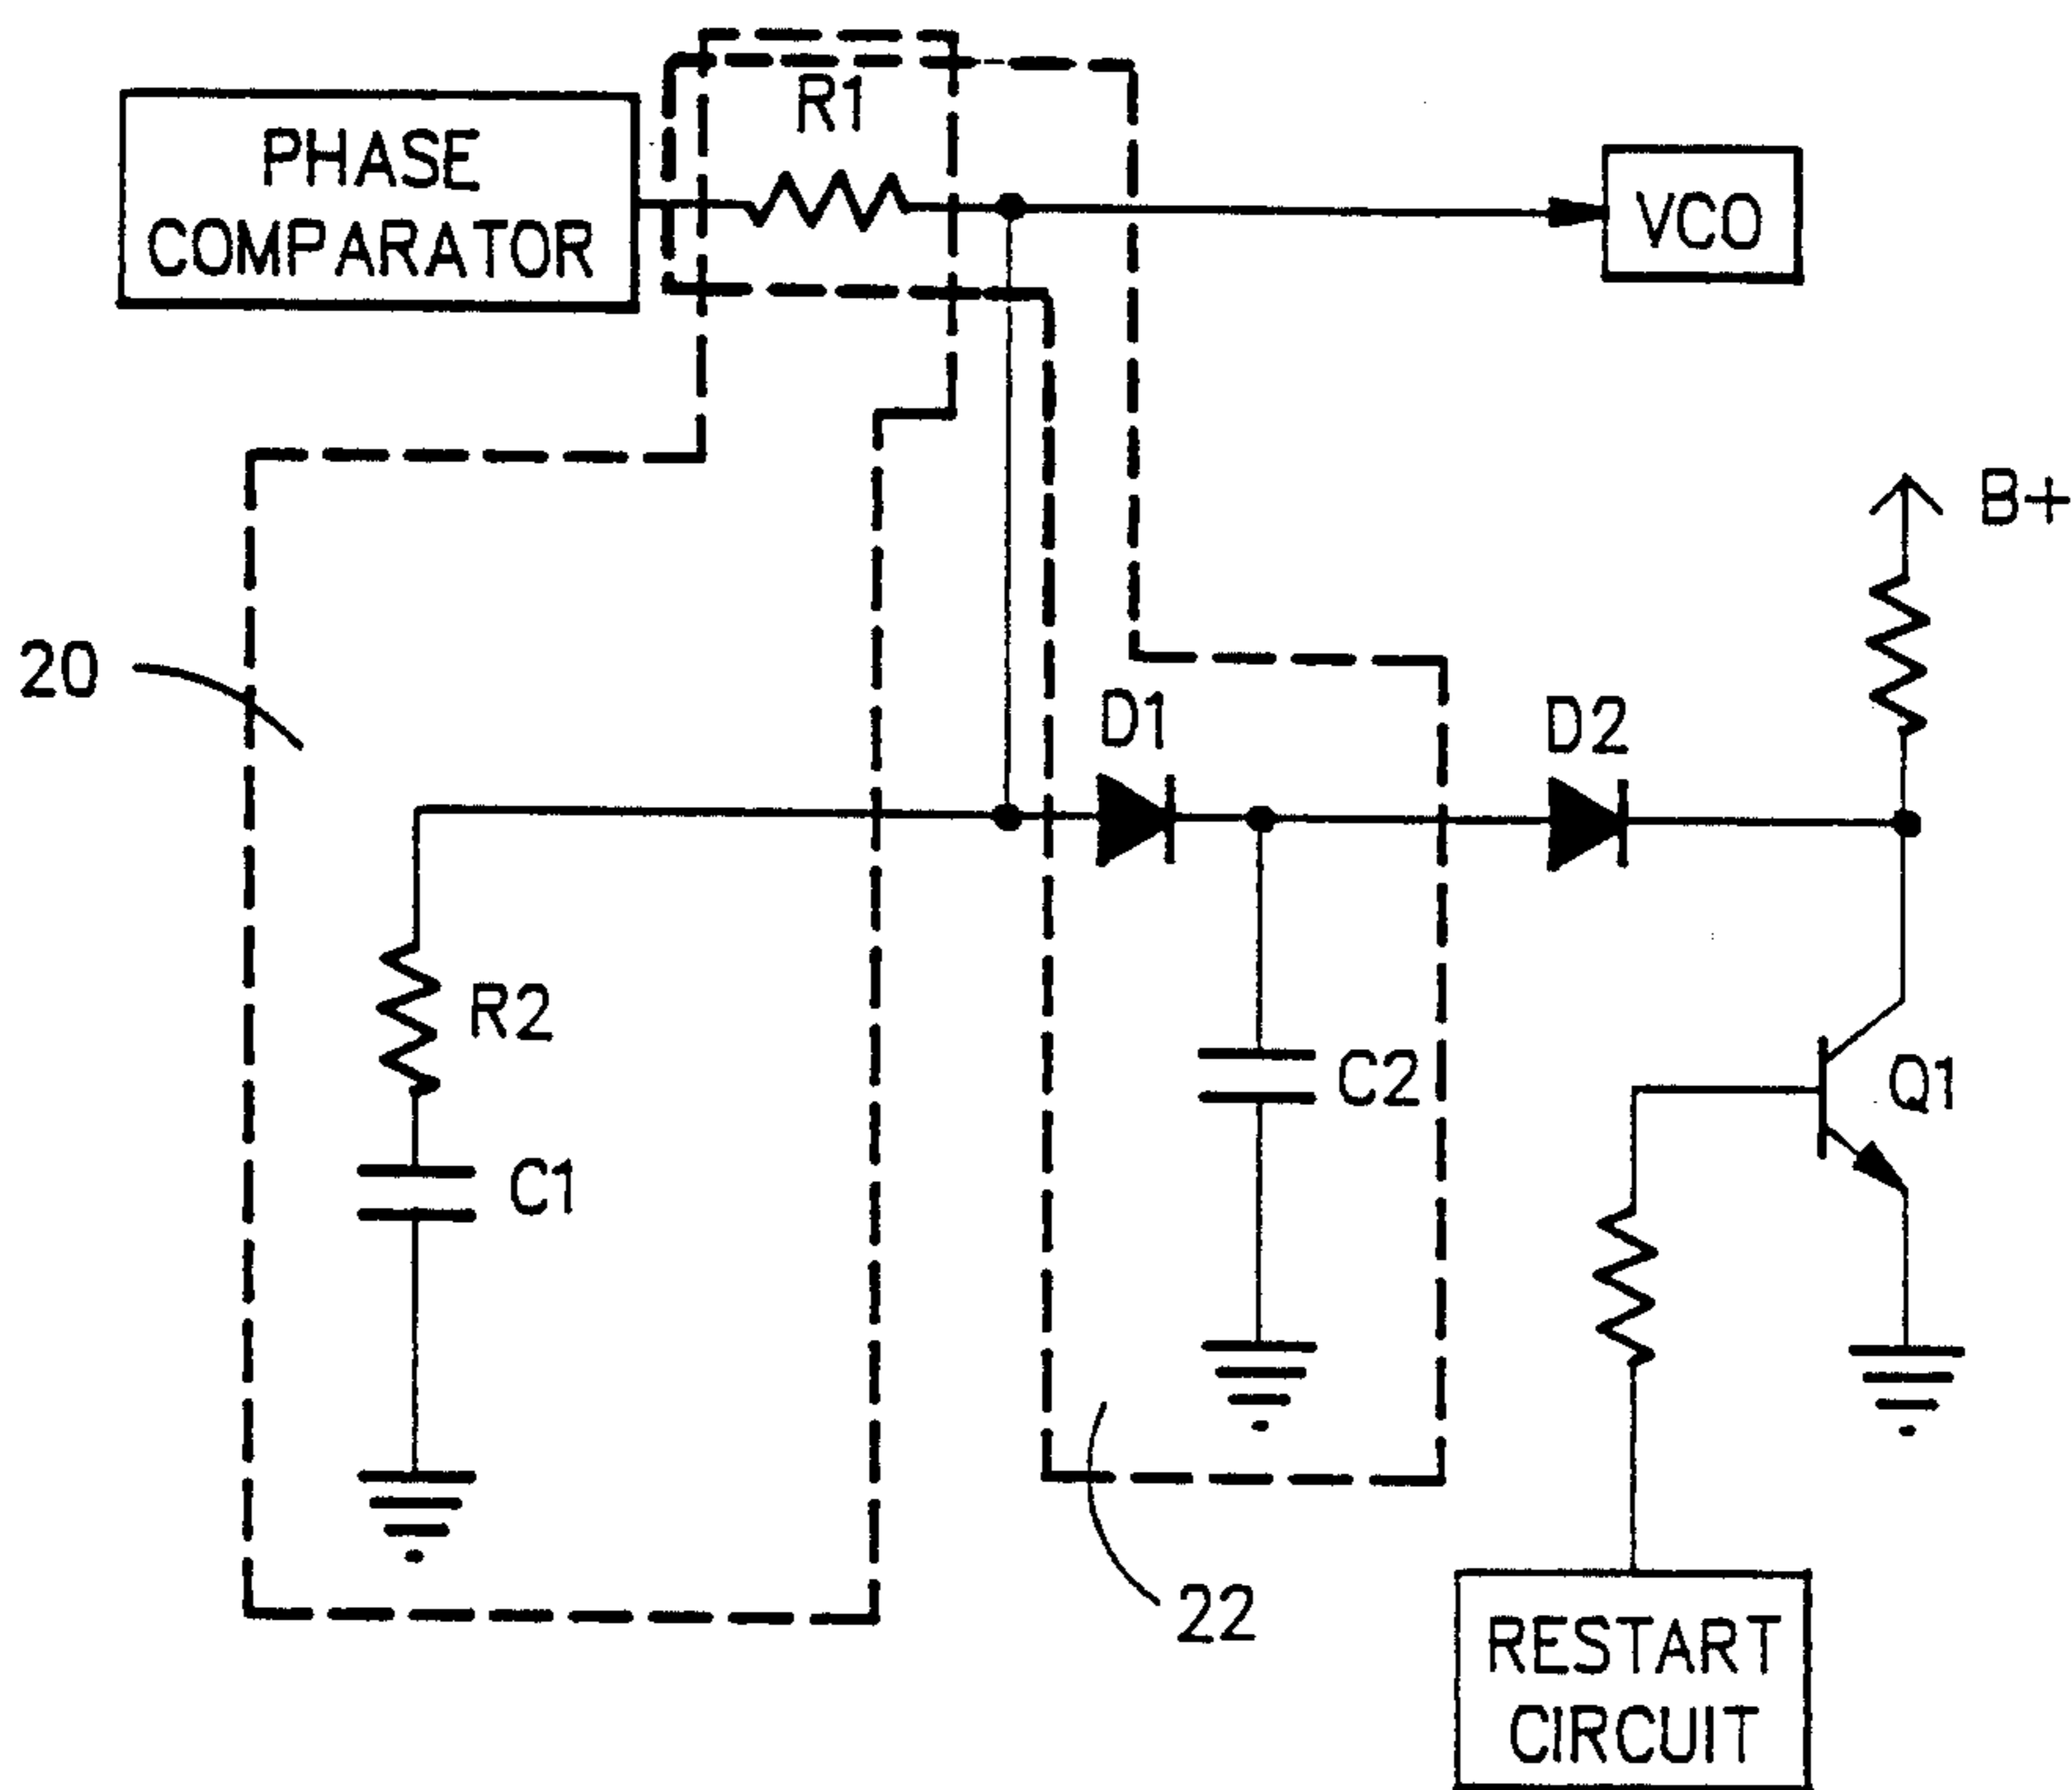 R1
PHASE
COMPARATOR
VCO
B+
20
D1
D2
R2
C2
Q1
C1
22
RESTART
CIRCUIT